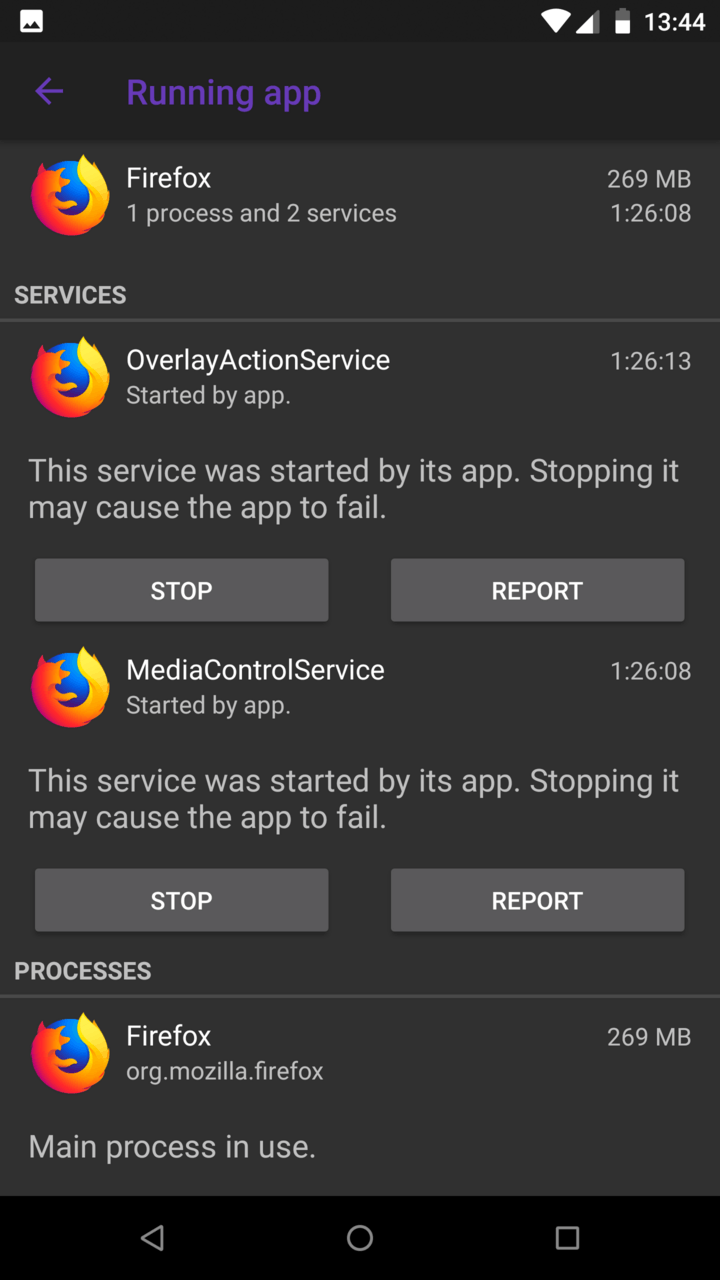 13:44
Running app
Firefox 269 MB
1 process and 2 services 1:26:08
SERVICES
OverlayActionService 1:26:13
Started by app.
This service was started by its app. Stopping it
may cause the app to fail.
STOP REPORT
MediaControlService 1:26:08
Started by app.
This service was started by its app. Stopping it
may cause the app to fail.
STOP REPORT
PROCESSES
Firefox 269 MB
org.mozilla.firefox
Main process in use.